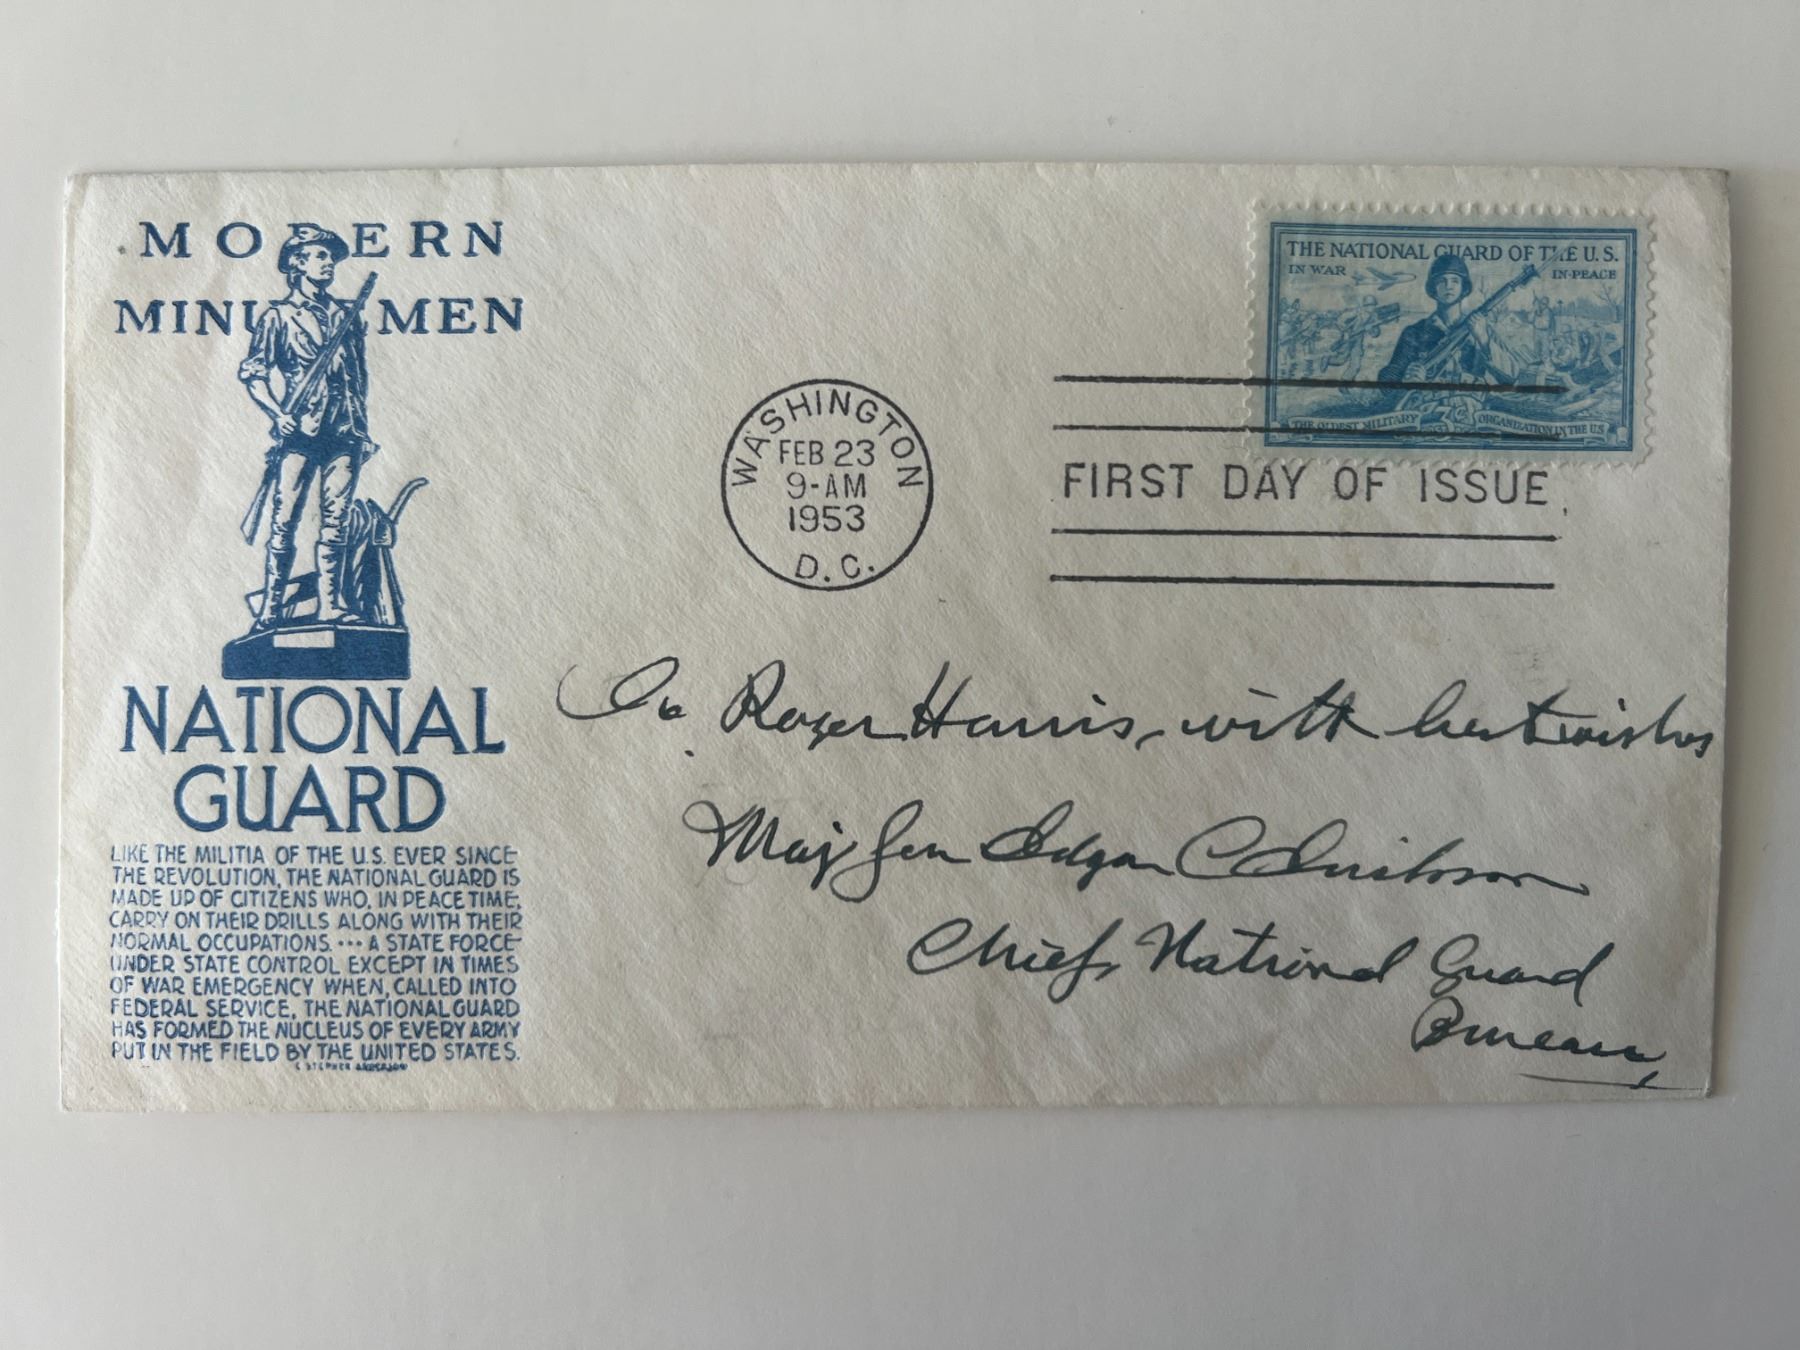 MODERN
MINUTEMEN
NATIONAL
GUARD
LIKE THE MILITIA OF THE U.S. EVER SINCE
THE REVOLUTION, THE NATIONAL GUARD IS
MADE UP OF CITIZENS WHO, IN PEACE TIME,
CARRY ON THEIR DRILLS ALONG WITH THEIR
NORMAL OCCUPATIONS. ••• A STATE FORCE
UNDER STATE CONTROL EXCEPT IN TIMES
OF WAR EMERGENCY WHEN, CALLED INTO
FEDERAL SERVICE, THE NATIONAL GUARD
HAS FORMED THE NUCLEUS OF EVERY ARMY
PUT IN THE FIELD BY THE UNITED STATES.
C STEPHEN ANDERSON
WASHINGTON
FEB 23
9-AM
1953
D.C.
THE NATIONAL GUARD OF THE U.S.
IN WAR
IN PEACE
3¢
THE OLDEST MILITARY ORGANIZATION IN THE U.S.
FIRST DAY OF ISSUE
To Roger Harris, with best wishes
Maj Gen Edgar C Erickson
Chief, National Guard
Bureau